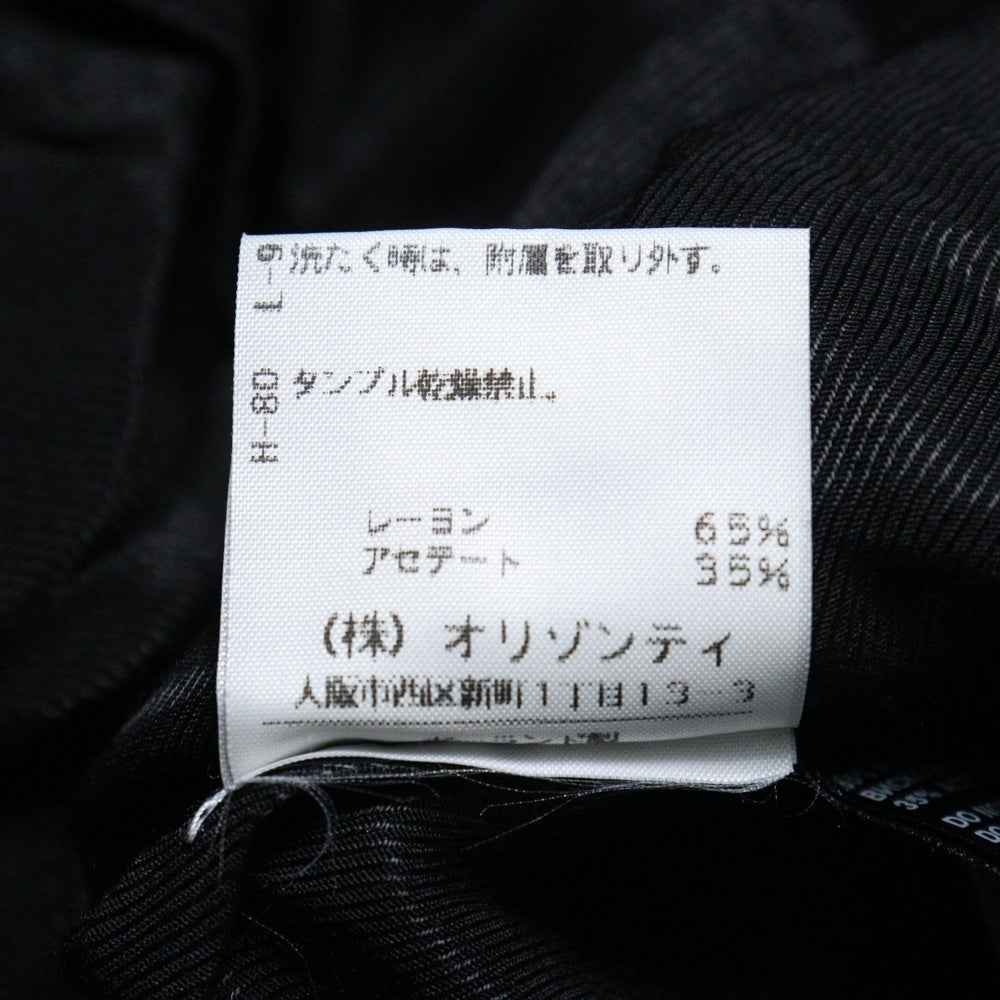 L-9
H-80
洗たく時は、附属を取り外す。
タンブル乾燥禁止。
レーヨン 65%
アセテート 35%
(株) オリゾンティ
大阪市西区新町1丁目13-3